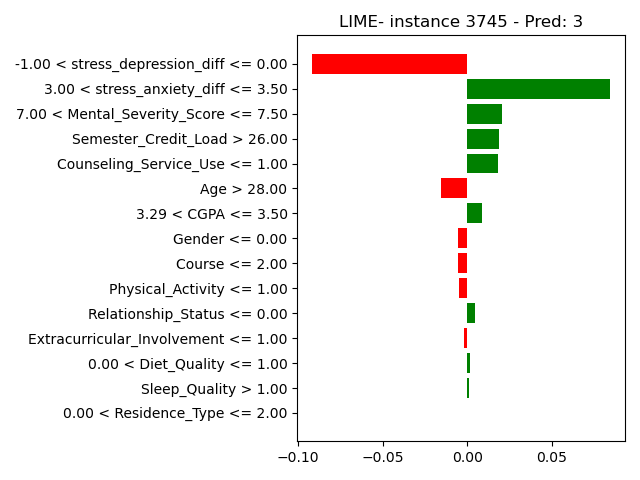 LIME- instance 3745 - Pred: 3
-1.00 < stress_depression_diff <= 0.00
3.00 < stress_anxiety_diff <= 3.50
7.00 < Mental_Severity_Score <= 7.50
Semester_Credit_Load > 26.00
Counseling_Service_Use <= 1.00
Age > 28.00
3.29 < CGPA <= 3.50
Gender <= 0.00
Course <= 2.00
Physical_Activity <= 1.00
Relationship_Status <= 0.00
Extracurricular_Involvement <= 1.00
0.00 < Diet_Quality <= 1.00
Sleep_Quality > 1.00
0.00 < Residence_Type <= 2.00
−0.10 −0.05 0.00 0.05